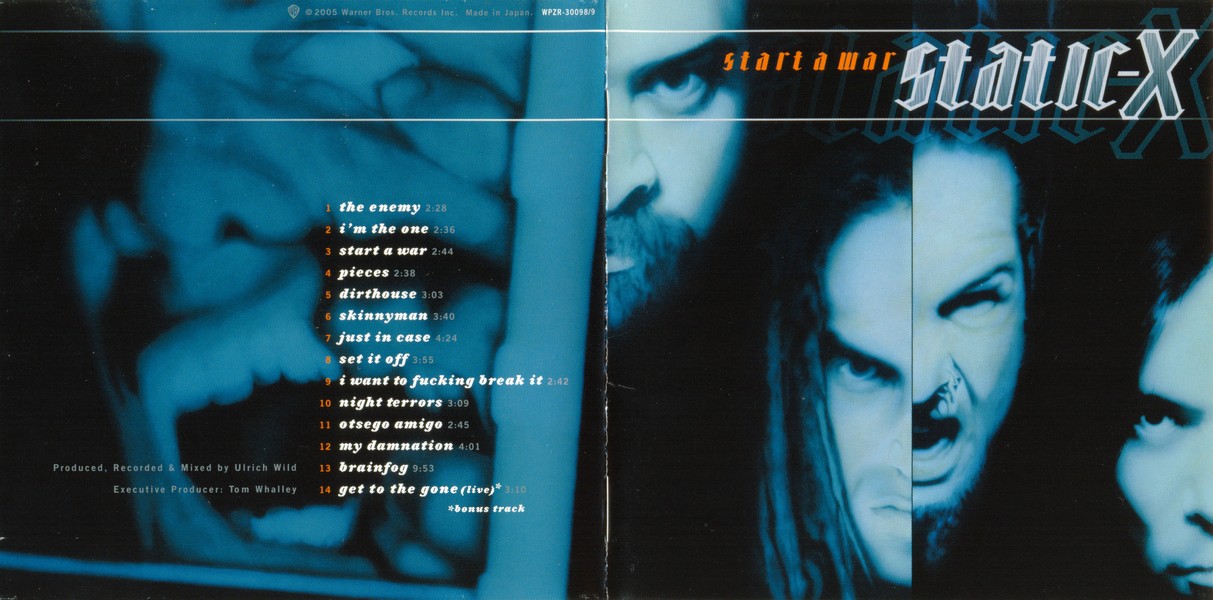 ©2005 Warner Bros. Records Inc. Made in Japan. WPZR-30098/9
1 the enemy 2:28
2 i'm the one 2:36
3 start a war 2:44
4 pieces 2:38
5 dirthouse 3:03
6 skinnyman 3:40
7 just in case 4:24
8 set it off 3:55
9 i want to fucking break it 2:42
10 night terrors 3:09
11 otsego amigo 2:45
12 my damnation 4:01
13 brainfog 9:53
14 get to the gone (live)* 3:10
*bonus track
Produced, Recorded & Mixed by Ulrich Wild
Executive Producer: Tom Whalley
start a war static-X
static-X